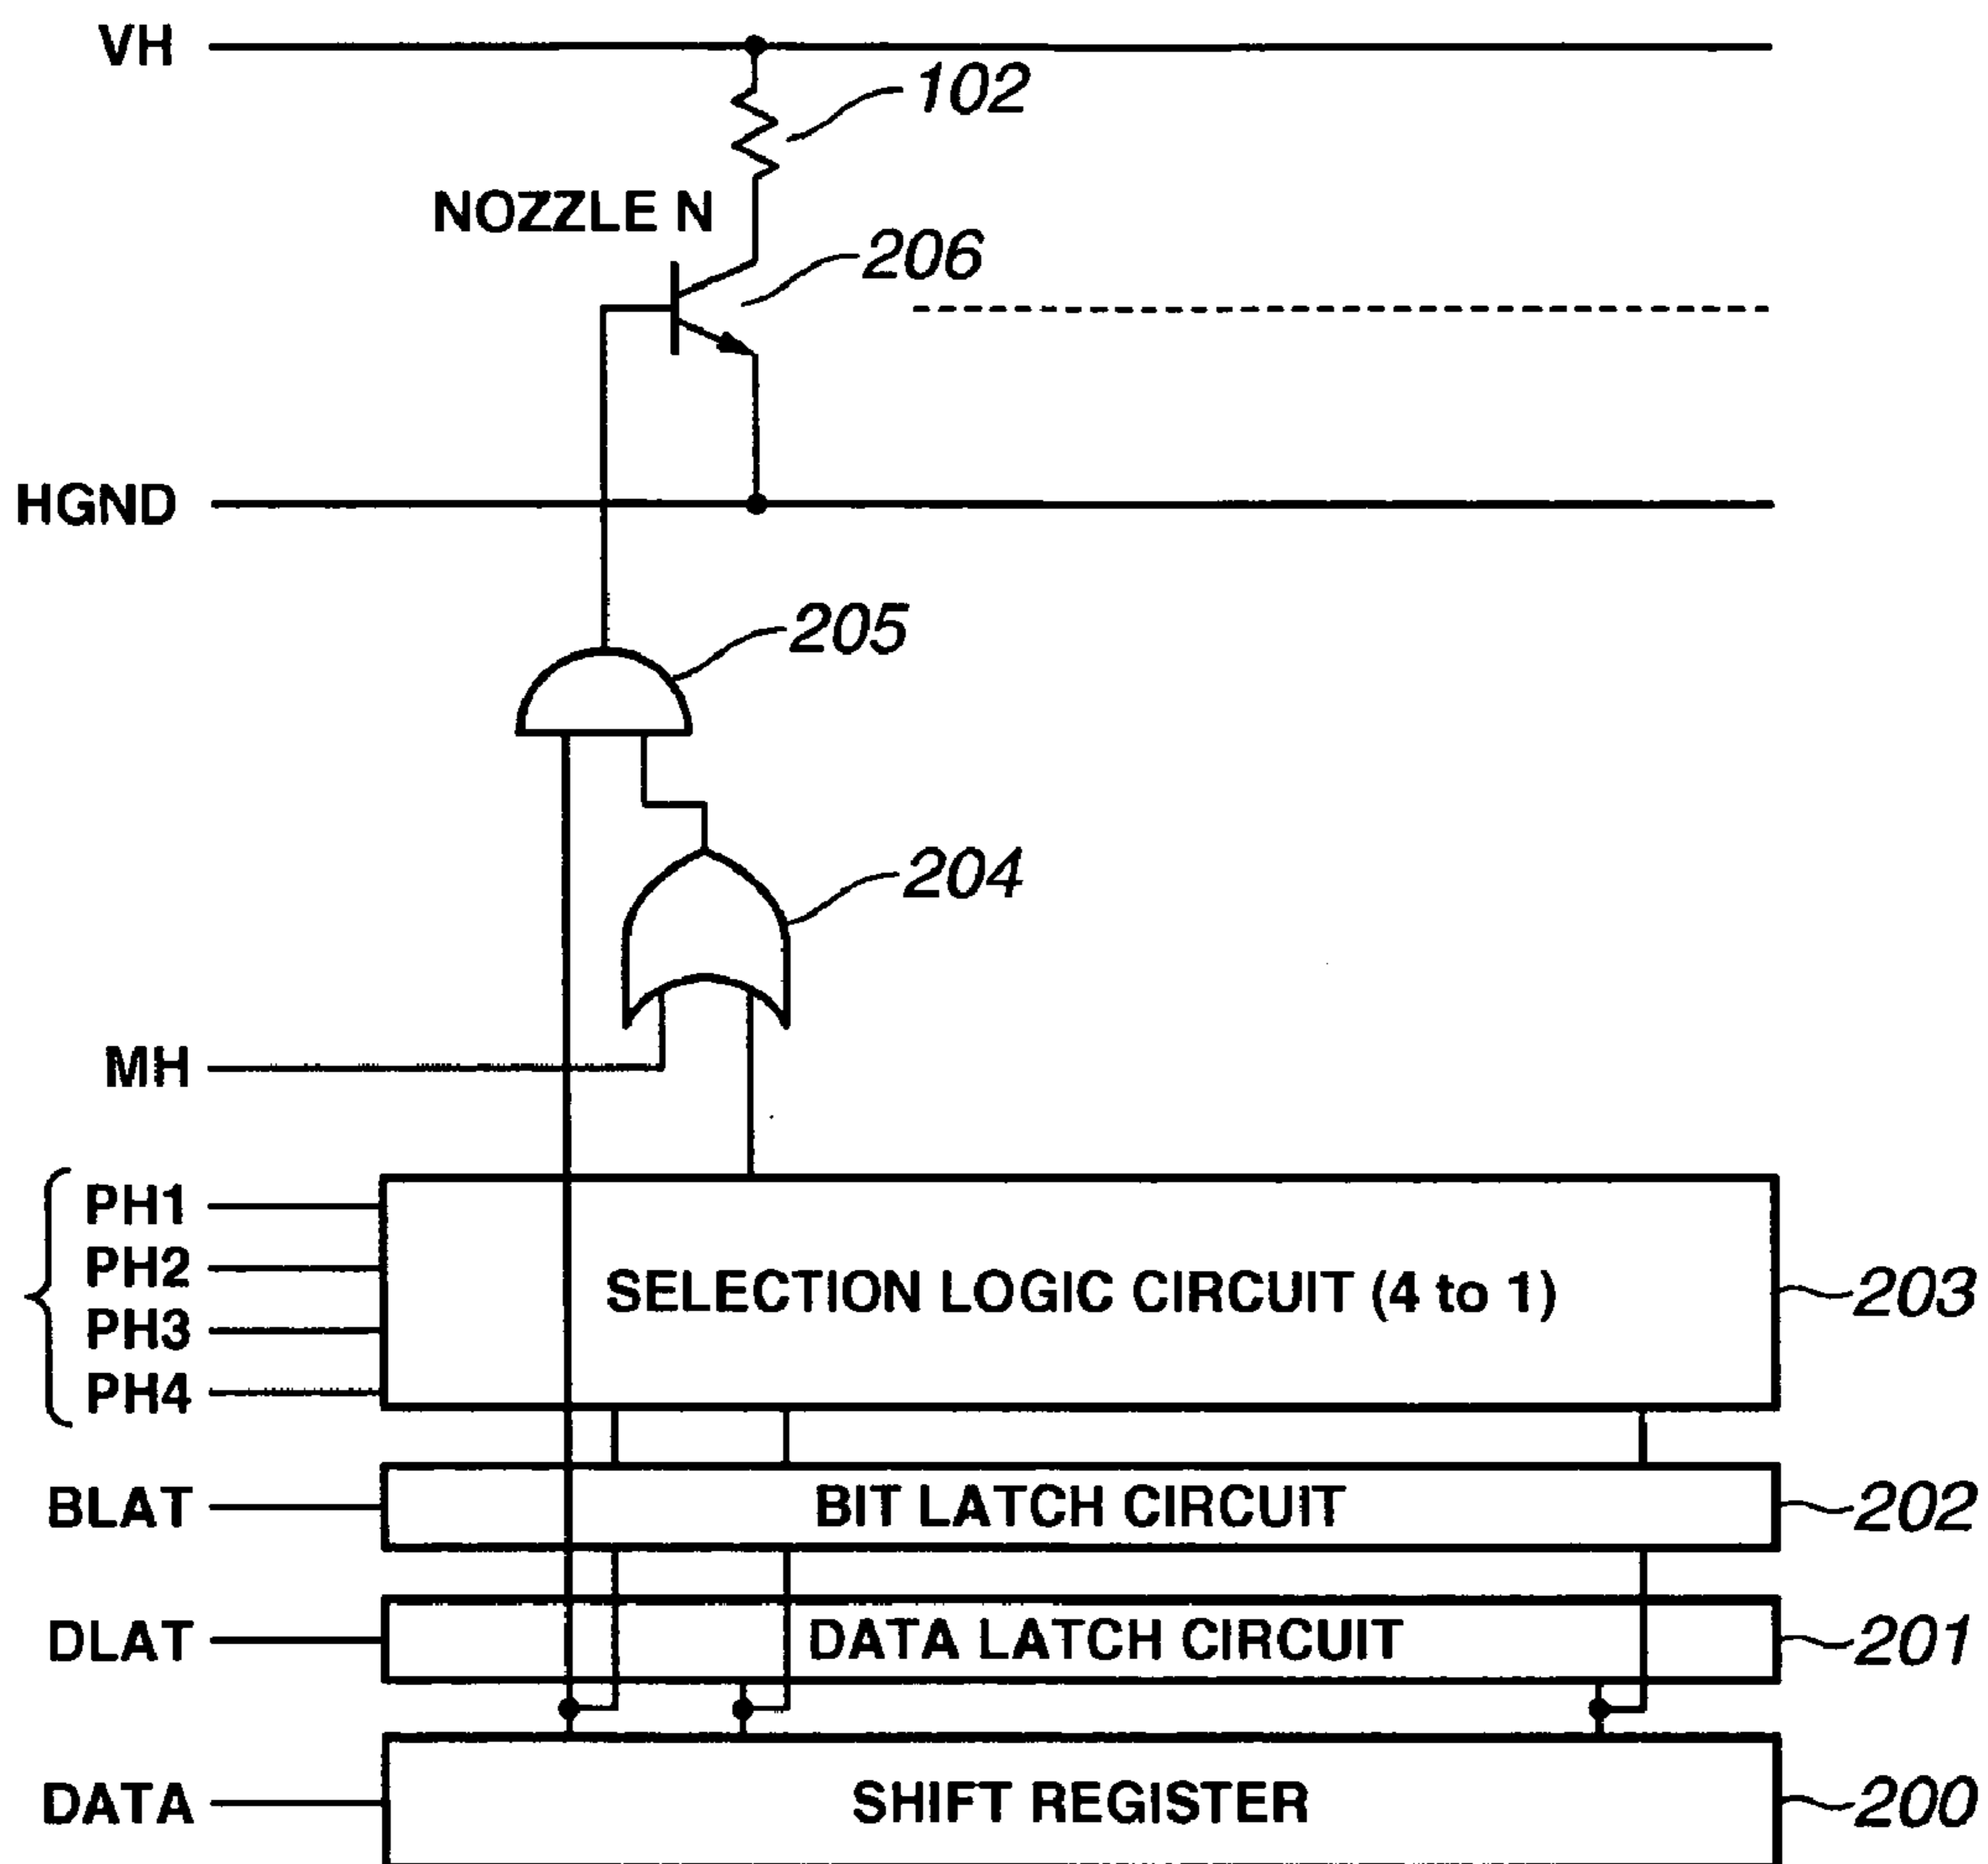 VH
102
NOZZLE N
206
HGND
205
204
MH
PH1
PH2
PH3
PH4
SELECTION LOGIC CIRCUIT (4 to 1)
203
BLAT
BIT LATCH CIRCUIT
202
DLAT
DATA LATCH CIRCUIT
201
DATA
SHIFT REGISTER
200